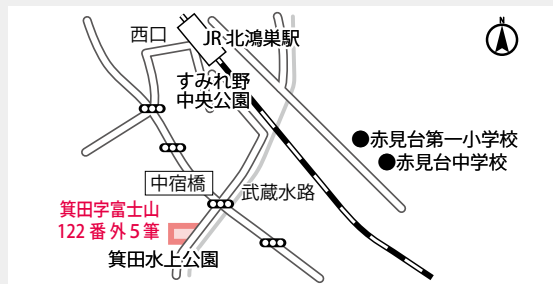 N
西口
JR 北鴻巣駅
すみれ野
中央公園
●赤見台第一小学校
●赤見台中学校
中宿橋
武蔵水路
箕田字富士山
122 番 外 5 筆
箕田水上公園